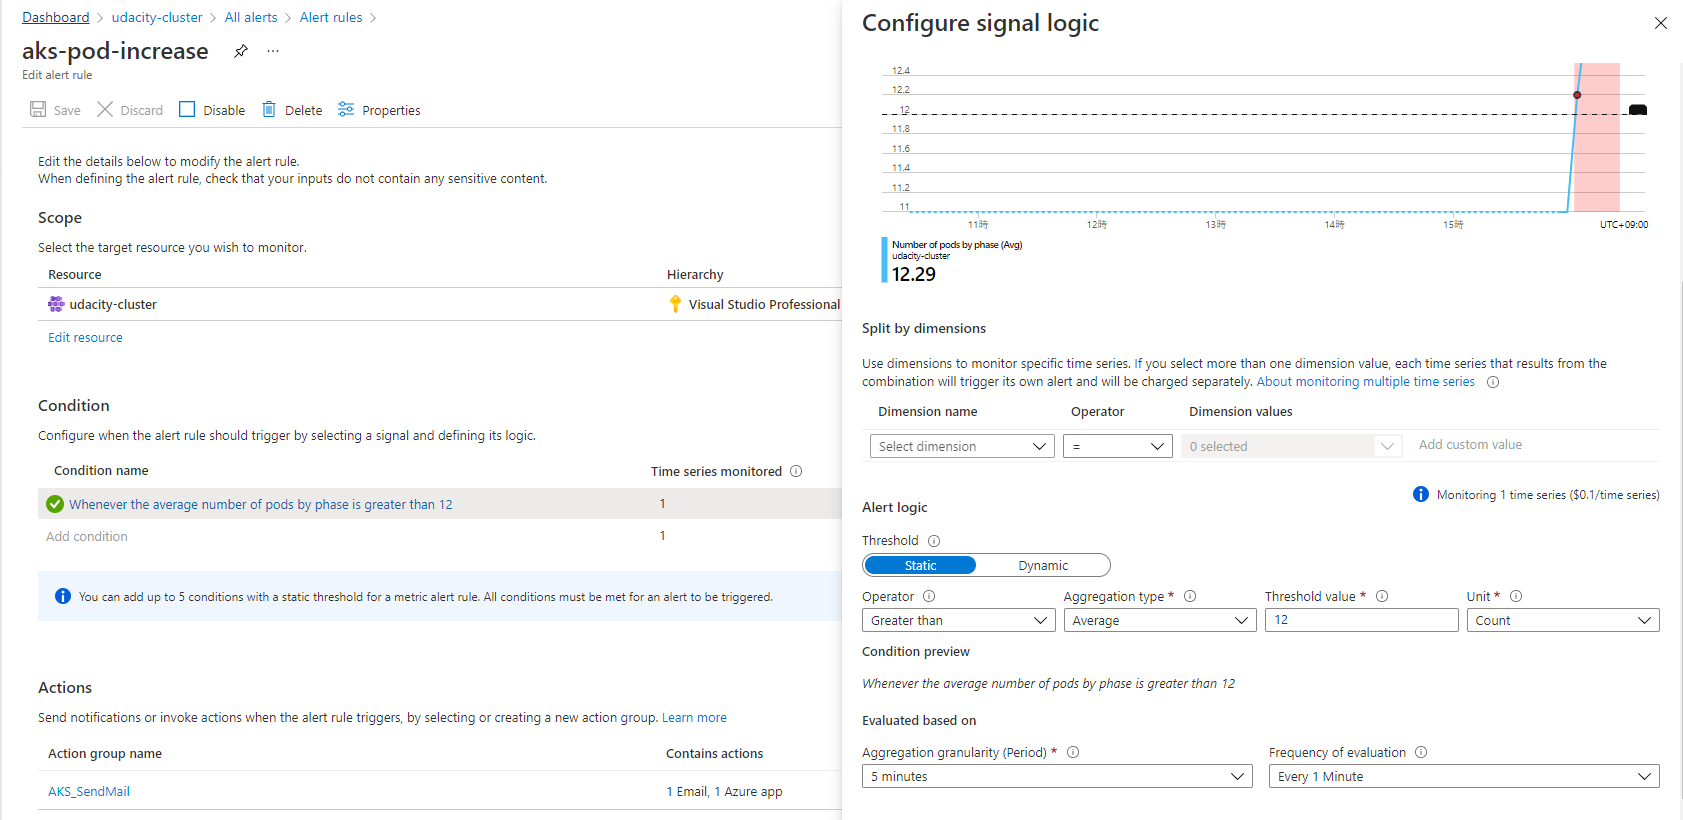 Dashboard > udacity-cluster > All alerts > Alert rules >
aks-pod-increase
Edit alert rule
Save Discard Disable Delete Properties
Edit the details below to modify the alert rule.
When defining the alert rule, check that your inputs do not contain any sensitive content.
Scope
Select the target resource you wish to monitor.
Resource Hierarchy
udacity-cluster Visual Studio Professional
Edit resource
Condition
Configure when the alert rule should trigger by selecting a signal and defining its logic.
Condition name Time series monitored
Whenever the average number of pods by phase is greater than 12 1
Add condition 1
You can add up to 5 conditions with a static threshold for a metric alert rule. All conditions must be met for an alert to be triggered.
Actions
Send notifications or invoke actions when the alert rule triggers, by selecting or creating a new action group. Learn more
Action group name Contains actions
AKS_SendMail 1 Email, 1 Azure app
Configure signal logic
12.4
12.2
12
11.8
11.6
11.4
11.2
11
11時 12時 13時 14時 15時 UTC+09:00
Number of pods by phase (Avg)
udacity-cluster
12.29
Split by dimensions
Use dimensions to monitor specific time series. If you select more than one dimension value, each time series that results from the
combination will trigger its own alert and will be charged separately. About monitoring multiple time series
Dimension name Operator Dimension values
Select dimension = 0 selected Add custom value
Monitoring 1 time series ($0.1/time series)
Alert logic
Threshold
Static Dynamic
Operator Aggregation type * Threshold value * Unit *
Greater than Average 12 Count
Condition preview
Whenever the average number of pods by phase is greater than 12
Evaluated based on
Aggregation granularity (Period) * Frequency of evaluation
5 minutes Every 1 Minute